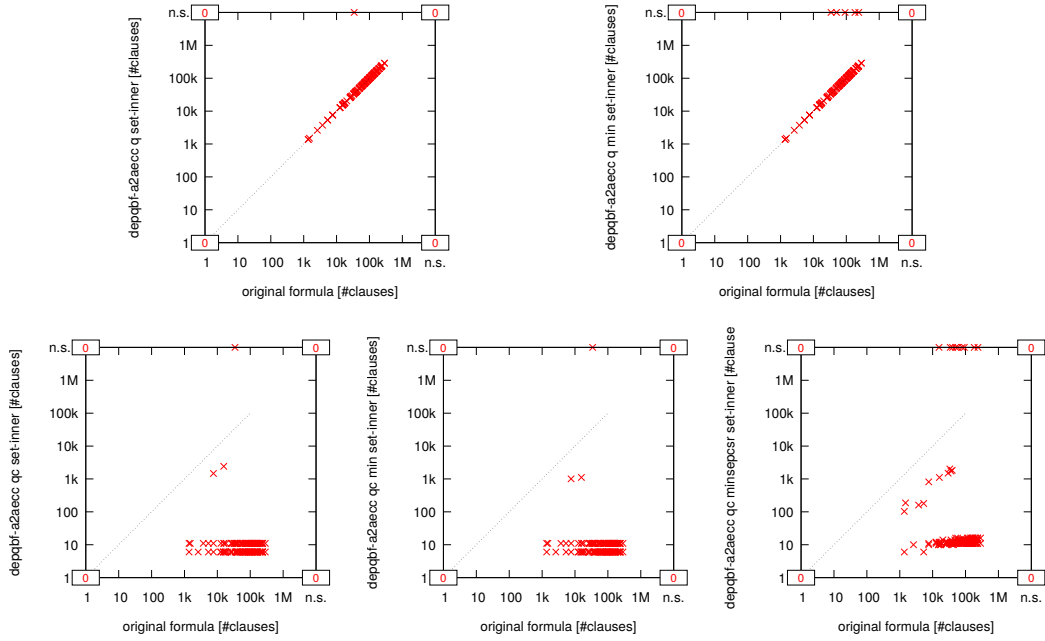 n.s.
0
0
1M
100k
10k
1k
100
10
1
0
0
1
10
100
1k
10k
100k
1M
n.s.
depqbf-a2aecc q set-inner [#clauses]
original formula [#clauses]
n.s.
0
0
1M
100k
10k
1k
100
10
1
0
0
1
10
100
1k
10k
100k
1M
n.s.
depqbf-a2aecc q min set-inner [#clauses]
original formula [#clauses]
n.s.
0
0
1M
100k
10k
1k
100
10
1
0
0
1
10
100
1k
10k
100k
1M
n.s.
depqbf-a2aecc qc set-inner [#clauses]
original formula [#clauses]
n.s.
0
0
1M
100k
10k
1k
100
10
1
0
0
1
10
100
1k
10k
100k
1M
n.s.
depqbf-a2aecc qc min set-inner [#clauses]
original formula [#clauses]
n.s.
0
0
1M
100k
10k
1k
100
10
1
0
0
1
10
100
1k
10k
100k
1M
n.s.
depqbf-a2aecc qc minsepcsr set-inner [#clause
original formula [#clauses]